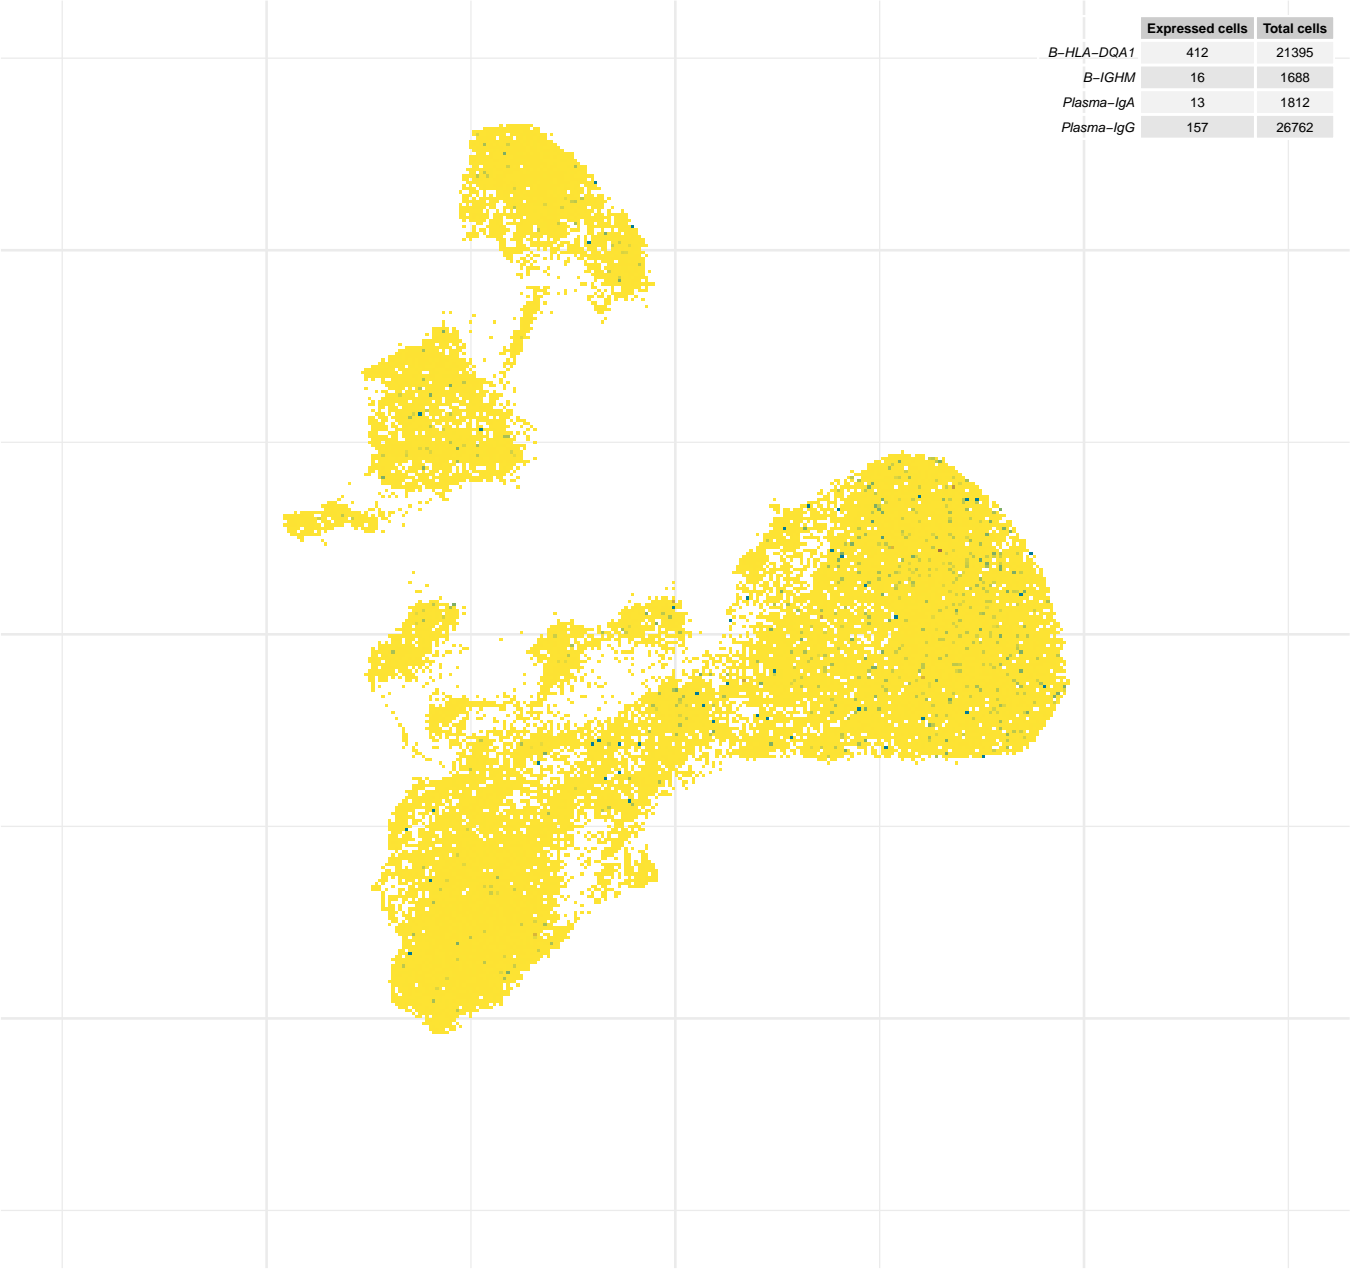 Expressed cells Total cells
B−HLA−DQA1 412 21395
B−IGHM 16 1688
Plasma−IgA 13 1812
Plasma−IgG 157 26762